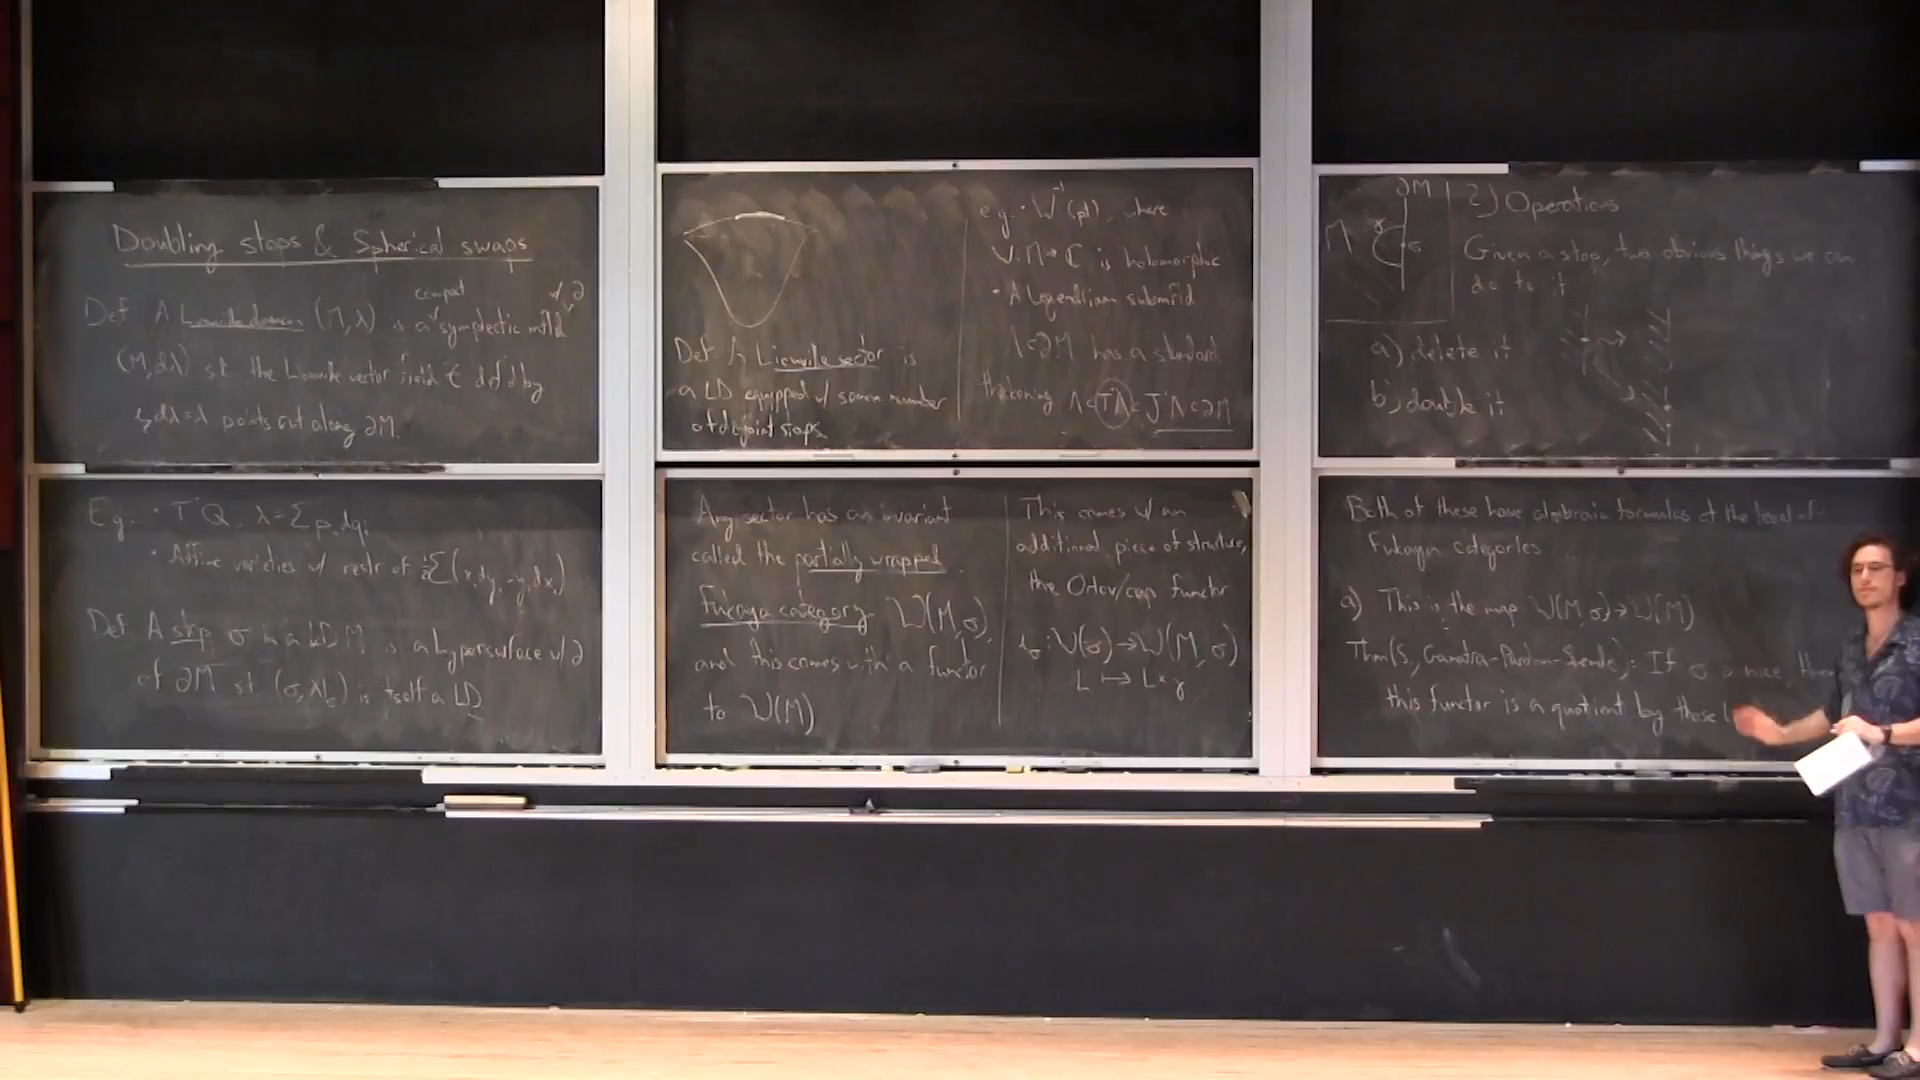 Doubling stops & Spherical swaps
Def A Liouville domain (M,λ) is a compact symplectic mfld w/ ∂
(M,dλ) st. the Liouville vector field Z def'd by
ι_Z dλ=λ points out along ∂M.
E.g. · T*Q, λ=Σ p_i dq_i
· Affine varieties w/ restr of ½Σ(x_i dy_i - y_i dx_i)
Def A stop σ in a LD M is a hypersurface w/ ∂
of ∂M st. (σ, λ|_σ) is itself a LD
Def. A Liouville sector is
a LD equipped w/ some number
of disjoint stops
e.g. · W⁻¹(pt), where
W: M→ℂ is holomorphic
· A Legendrian submfld
Λ⊂∂M has a standard
thickening Λ⊂T*Λ⊂J¹Λ⊂∂M
Any sector has an invariant
called the partially wrapped
Fukaya category W(M,σ),
and this comes with a functor
to W(M)
This comes w/ an
additional piece of structure,
the Orlov/cup functor
ι_σ: W(σ)→W(M,σ)
L ↦ L×γ
∂M
M γ σ
2) Operations
Given a stop, two obvious things we can
do to it
a) delete it
b) double it
Both of these have algebraic formulas at the level of
Fukaya categories
a) This is the map W(M,σ)→W(M)
Thm (S, Ganatra-Pardon-Shende): If σ is nice, then
this functor is a quotient by those